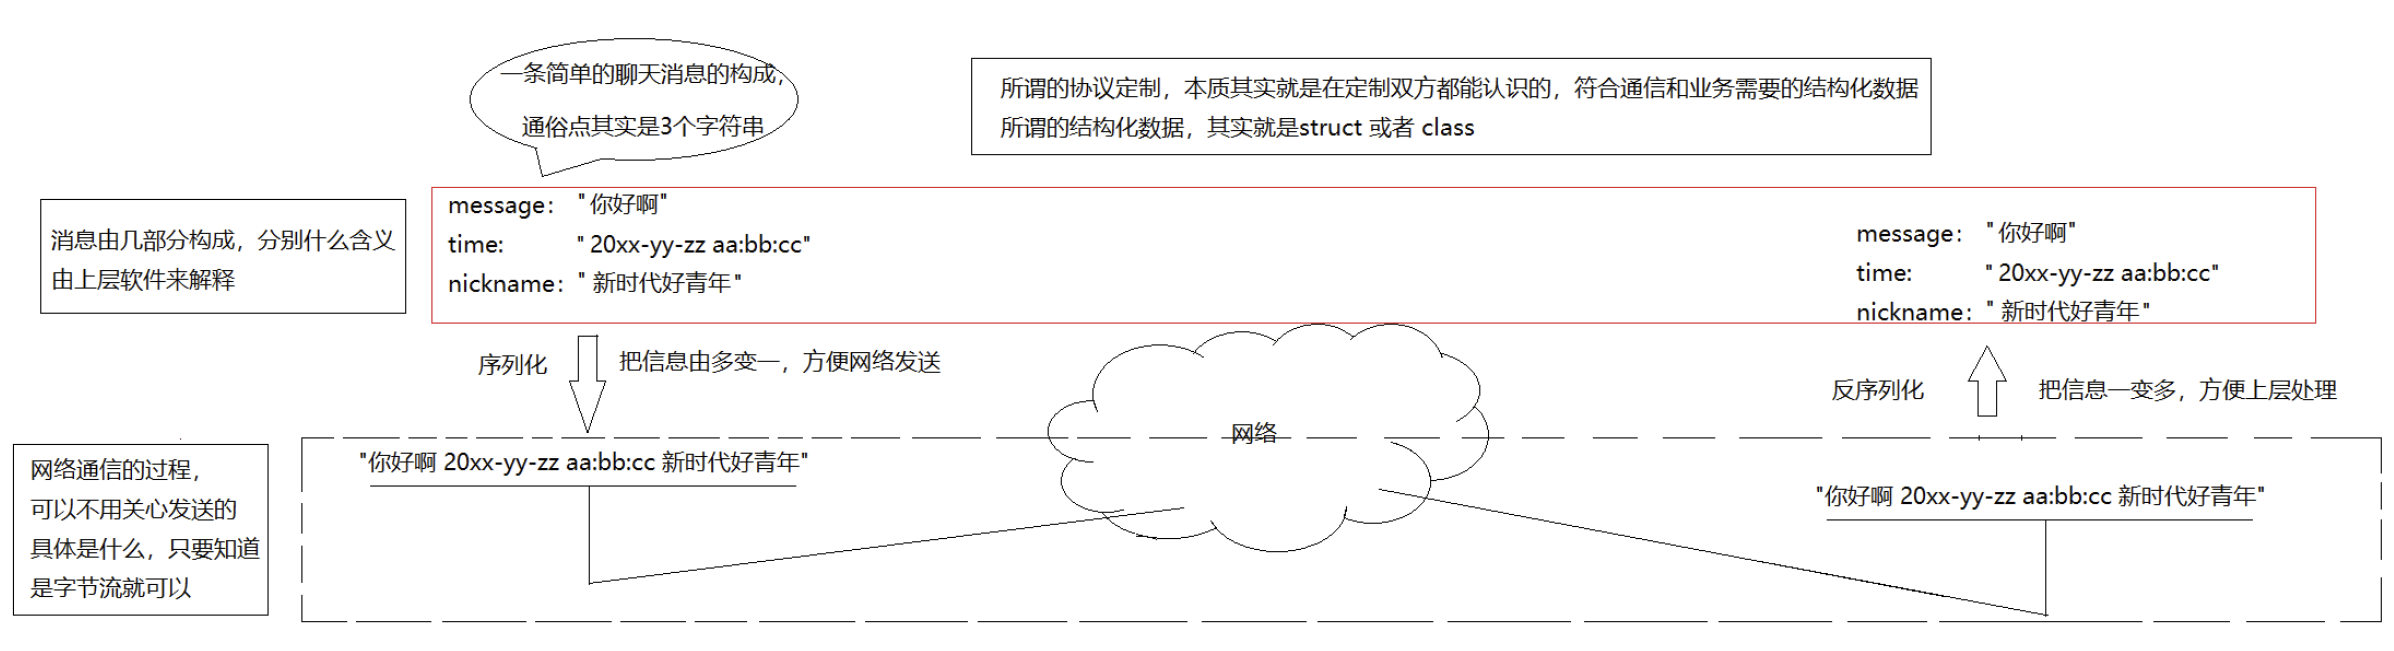 一条简单的聊天消息的构成，
通俗点其实是3个字符串
所谓的协议定制，本质其实就是在定制双方都能认识的，符合通信和业务需要的结构化数据
所谓的结构化数据，其实就是struct 或者 class
消息由几部分构成，分别什么含义
由上层软件来解释
message： "你好啊"
time: "20xx-yy-zz aa:bb:cc"
nickname： "新时代好青年"
message： "你好啊"
time: "20xx-yy-zz aa:bb:cc"
nickname： "新时代好青年"
序列化
把信息由多变一，方便网络发送
网络
反序列化
把信息一变多，方便上层处理
网络通信的过程，
可以不用关心发送的
具体是什么，只要知道
是字节流就可以
"你好啊 20xx-yy-zz aa:bb:cc 新时代好青年"
"你好啊 20xx-yy-zz aa:bb:cc 新时代好青年"